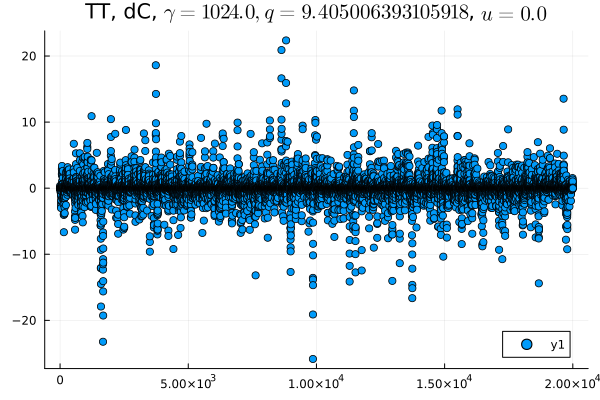 TT, dC, γ = 1024.0, q = 9.405006393105918, u = 0.0
20
10
0
−10
−20
0 5.00×10³ 1.00×10⁴ 1.50×10⁴ 2.00×10⁴
y1